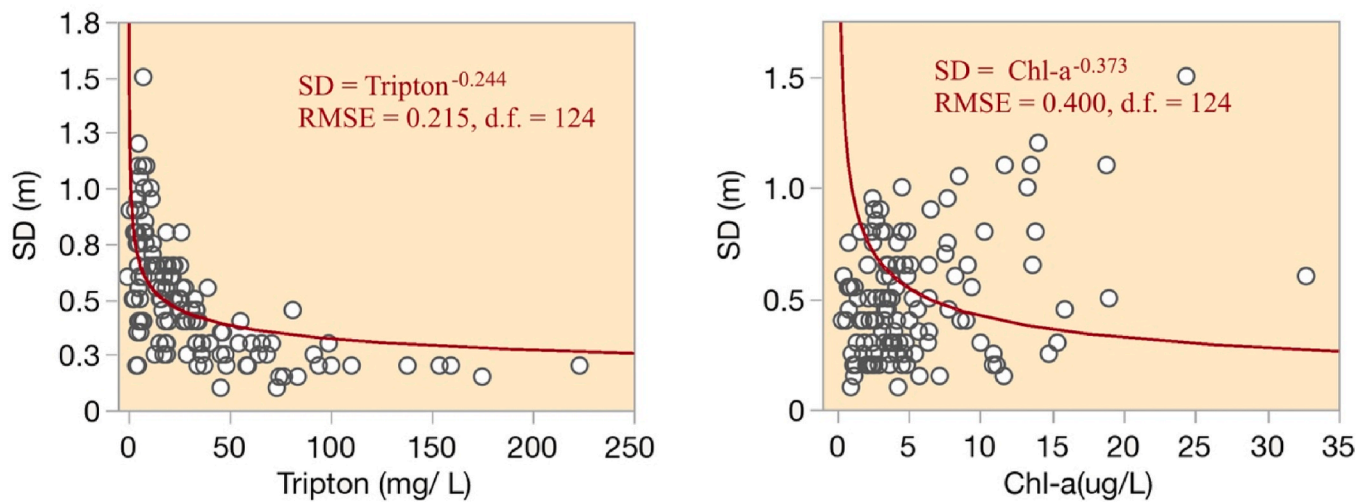 1.8
1.5
1.3
1.0
0.8
0.5
0.3
0
SD (m)
SD = Tripton-0.244
RMSE = 0.215, d.f. = 124
0 50 100 150 200 250
Tripton (mg/ L)
1.5
1.0
0.5
0
SD (m)
SD = Chl-a-0.373
RMSE = 0.400, d.f. = 124
0 5 10 15 20 25 30 35
Chl-a(ug/L)